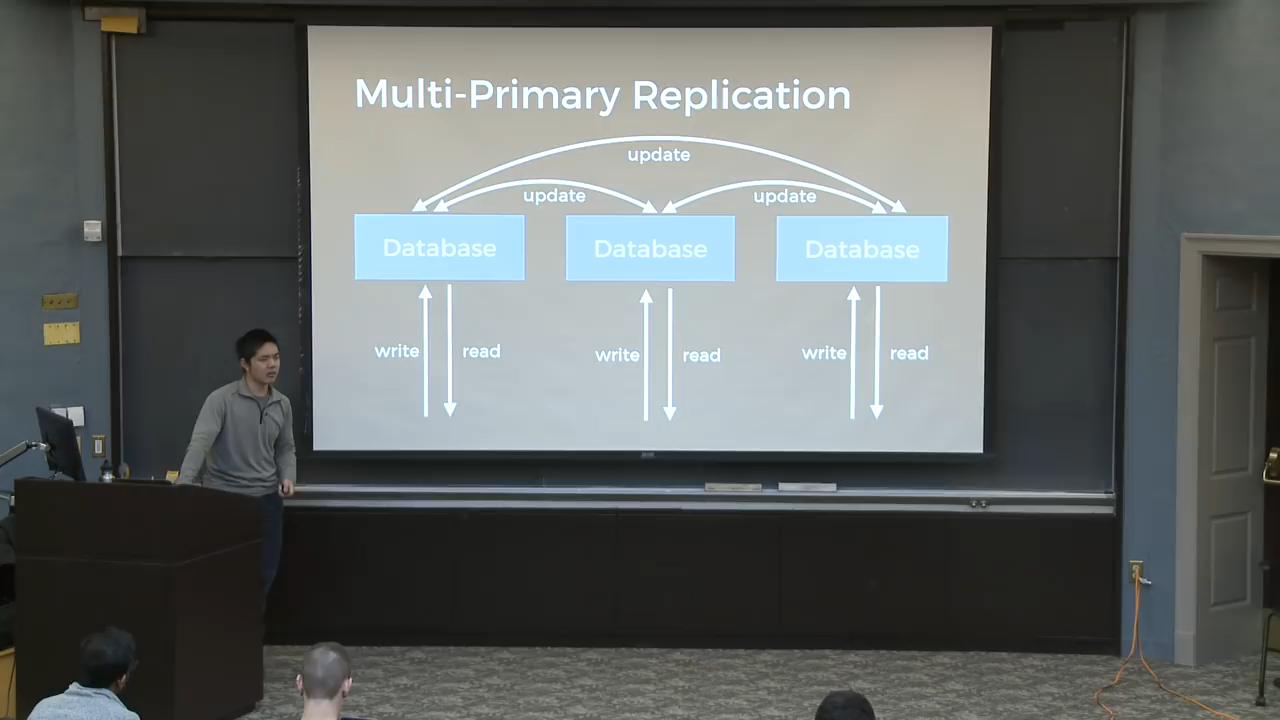 Multi-Primary Replication
update
update
update
Database
Database
Database
write
read
write
read
write
read